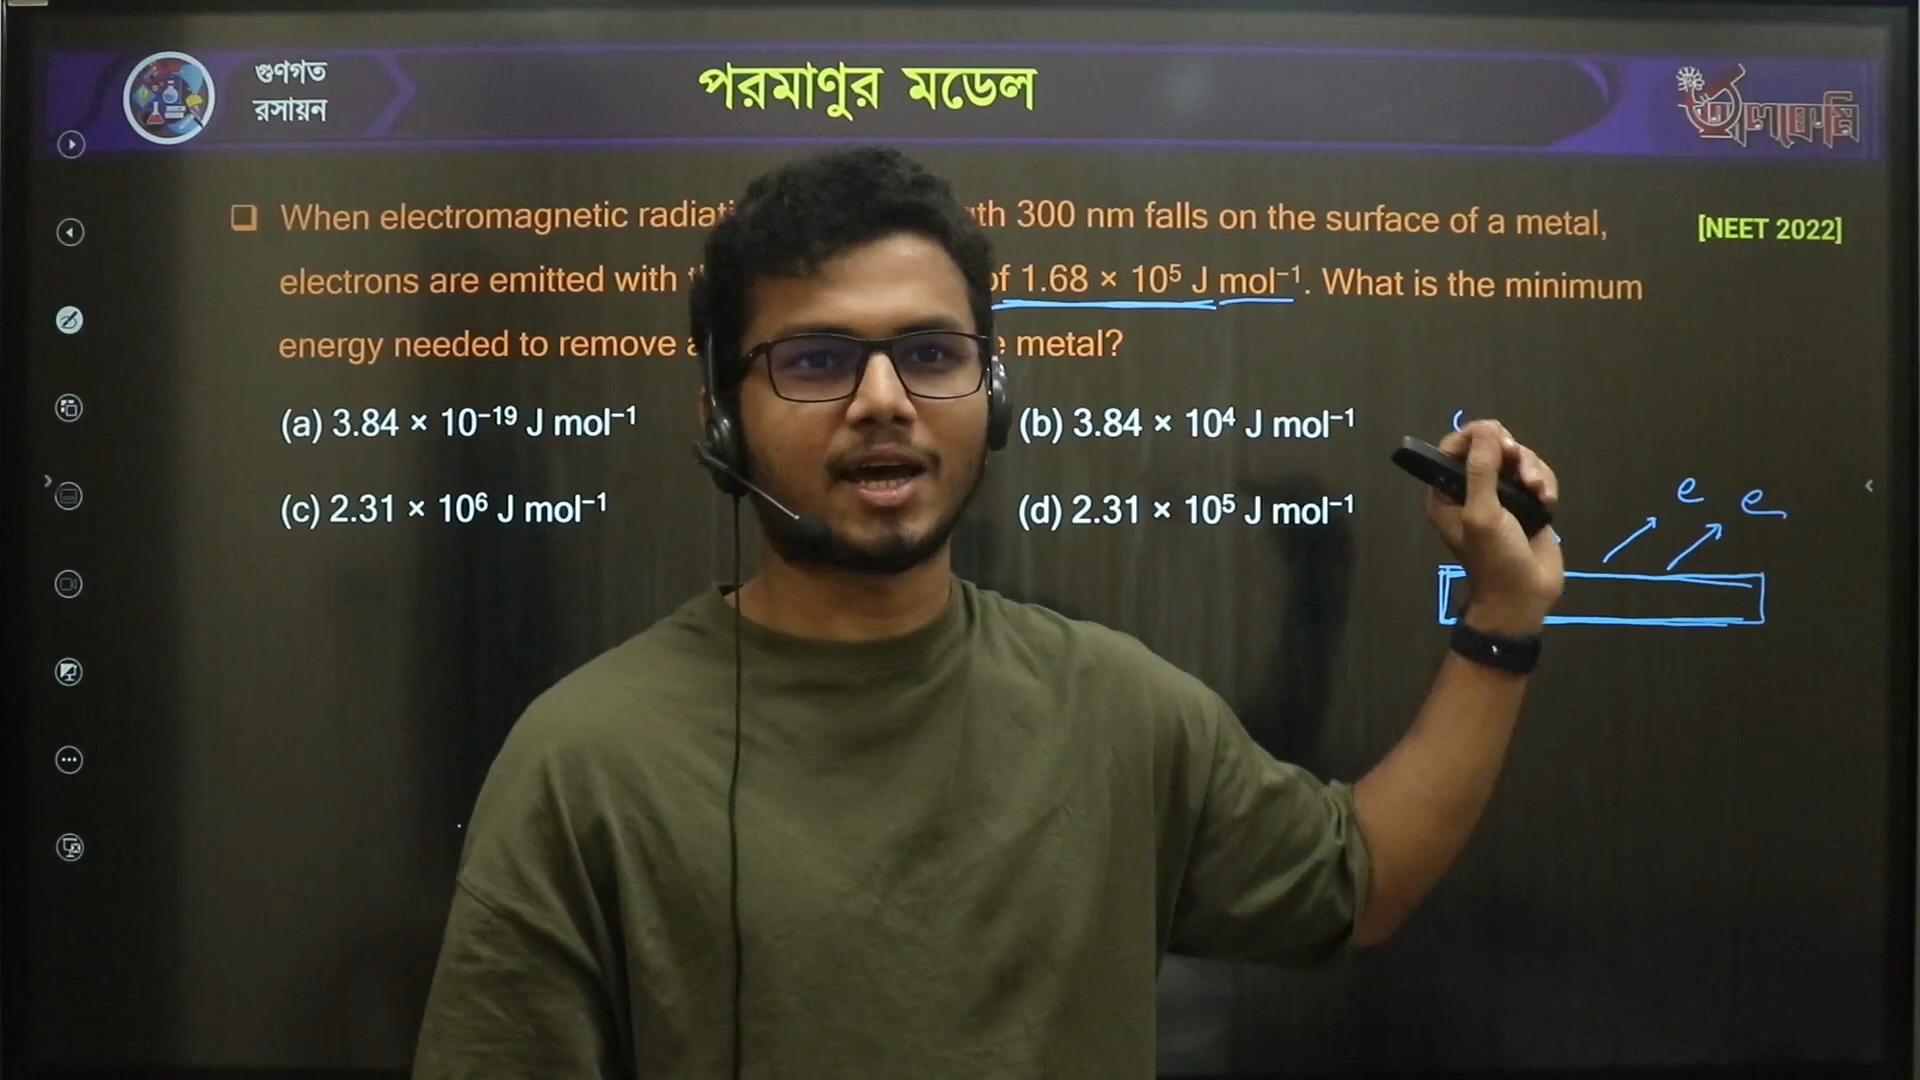 গুণগত
রসায়ন
পরমাণুর মডেল
When electromagnetic 300 nm falls on the surface of a metal,
[NEET 2022]
electrons are emitted with of 1.68 × 10⁵ J mol⁻¹. What is the minimum
energy needed to remove metal?
(a) 3.84 × 10⁻¹⁹ J mol⁻¹
(b) 3.84 × 10⁴ J mol⁻¹
(c) 2.31 × 10⁶ J mol⁻¹
(d) 2.31 × 10⁵ J mol⁻¹
e e